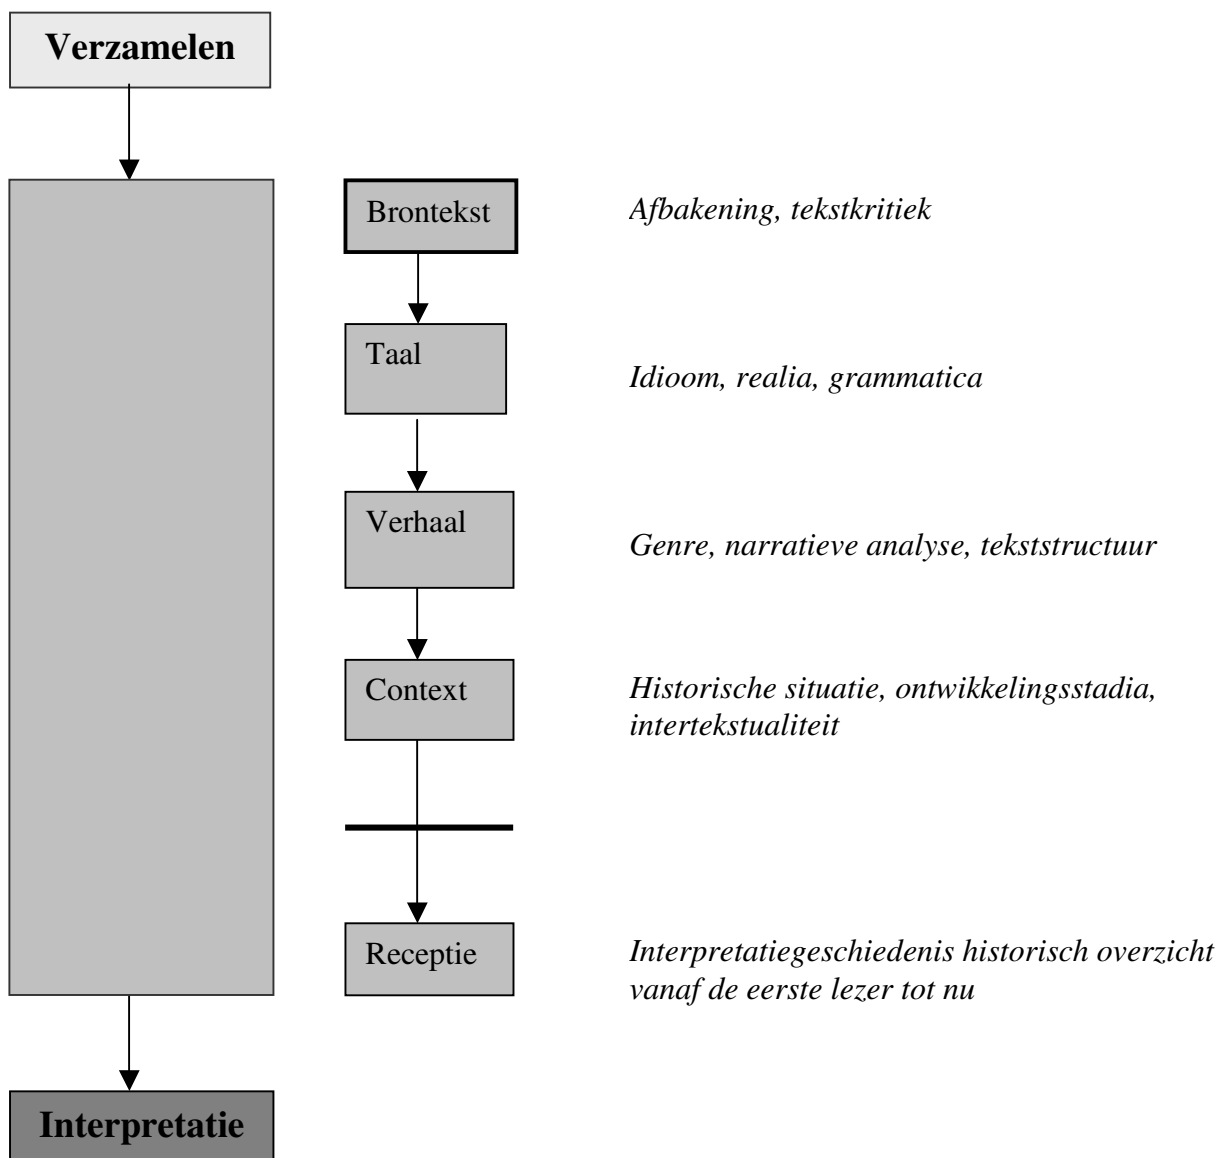 Verzamelen
Brontekst
Afbakening, tekstkritiek
Taal
Idioom, realia, grammatica
Verhaal
Genre, narratieve analyse, tekststructuur
Context
Historische situatie, ontwikkelingsstadia,
intertekstualiteit
Receptie
Interpretatiegeschiedenis historisch overzicht
vanaf de eerste lezer tot nu
Interpretatie